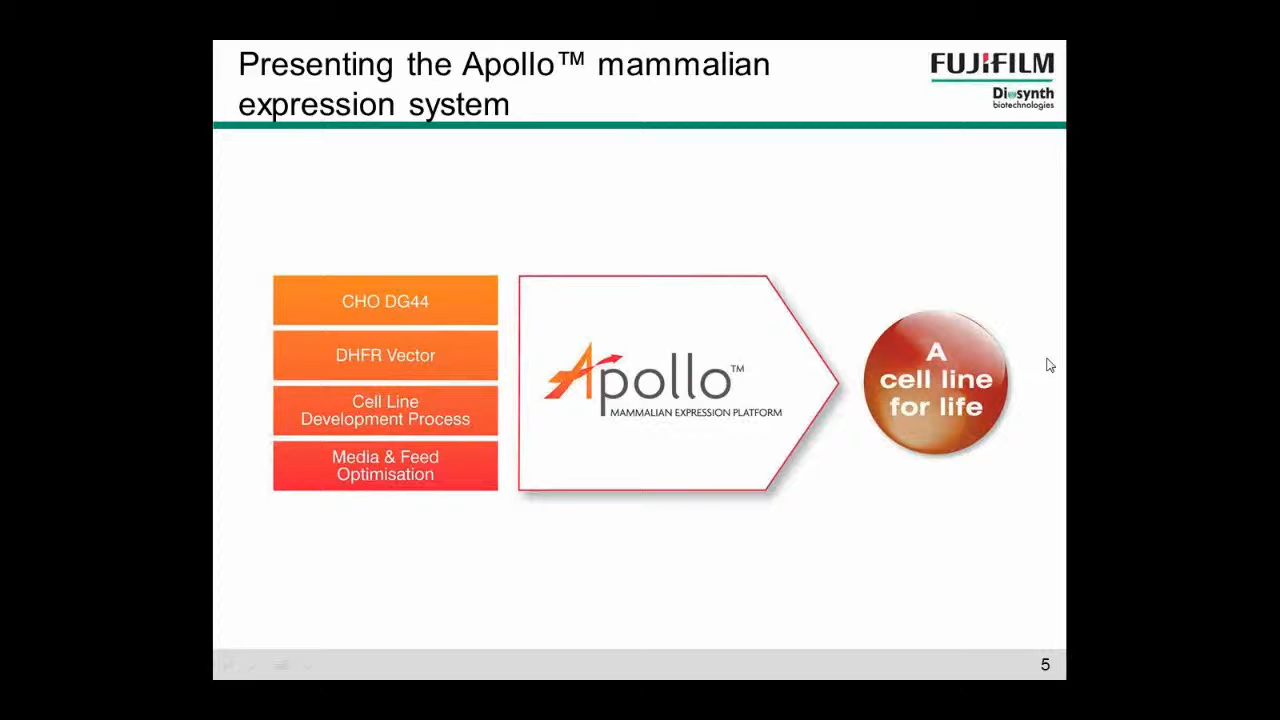 Presenting the Apollo™ mammalian
expression system
FUJIFILM
Diosynth
biotechnologies
CHO DG44
DHFR Vector
Cell Line
Development Process
Media & Feed
Optimisation
Apollo™
MAMMALIAN EXPRESSION PLATFORM
A
cell line
for life
5